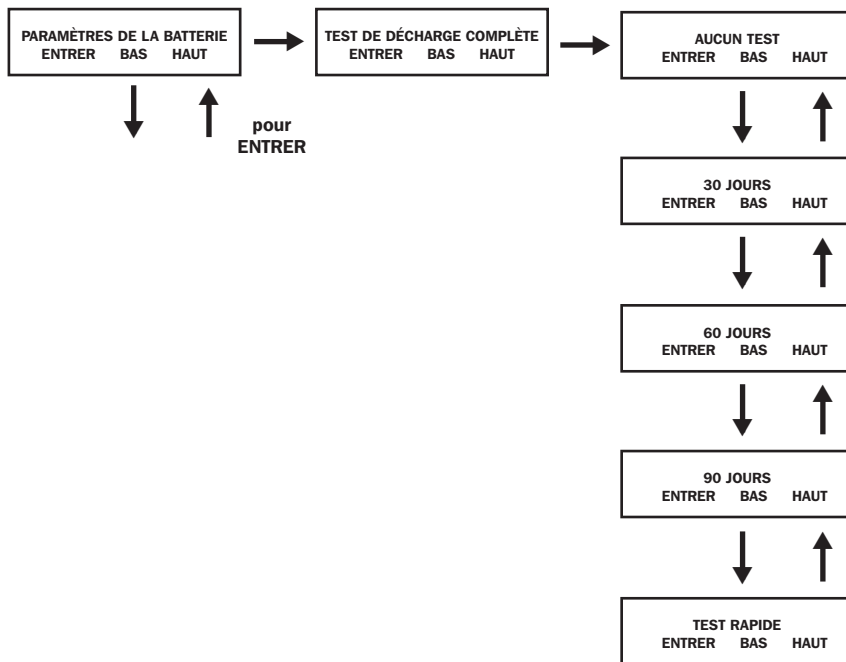 PARAMÈTRES DE LA BATTERIE
ENTRER BAS HAUT
TEST DE DÉCHARGE COMPLÈTE
ENTRER BAS HAUT
AUCUN TEST
ENTRER BAS HAUT
pour
ENTRER
30 JOURS
ENTRER BAS HAUT
60 JOURS
ENTRER BAS HAUT
90 JOURS
ENTRER BAS HAUT
TEST RAPIDE
ENTRER BAS HAUT